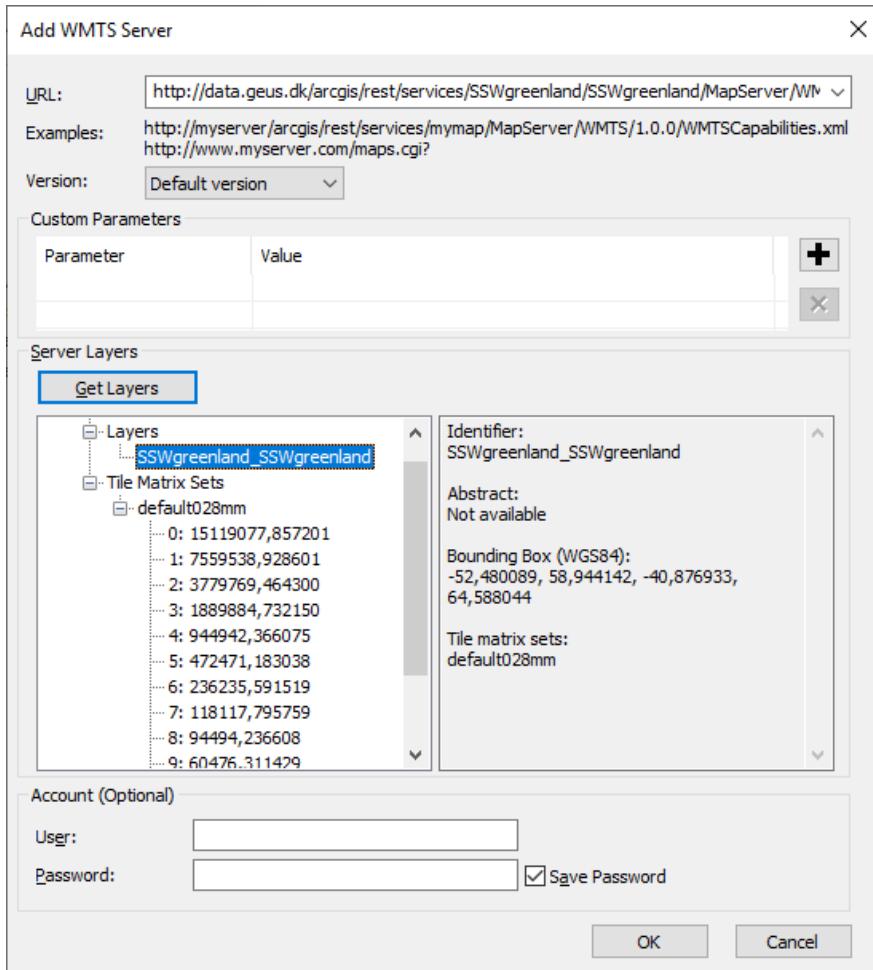 Add WMTS Server
URL: http://data.geus.dk/arcgis/rest/services/SSWgreenland/SSWgreenland/MapServer/WM
Examples: http://myserver/arcgis/rest/services/mymap/MapServer/WMTS/1.0.0/WMTSCapabilities.xml
http://www.myserver.com/maps.cgi?
Version: Default version
Custom Parameters
Parameter Value
Server Layers
Get Layers
Layers
SSWgreenland_SSWgreenland
Tile Matrix Sets
default028mm
0: 15119077,857201
1: 7559538,928601
2: 3779769,464300
3: 1889884,732150
4: 944942,366075
5: 472471,183038
6: 236235,591519
7: 118117,795759
8: 94494,236608
9: 60476,311429
Identifier:
SSWgreenland_SSWgreenland
Abstract:
Not available
Bounding Box (WGS84):
-52,480089, 58,944142, -40,876933,
64,588044
Tile matrix sets:
default028mm
Account (Optional)
User:
Password:
Save Password
OK Cancel